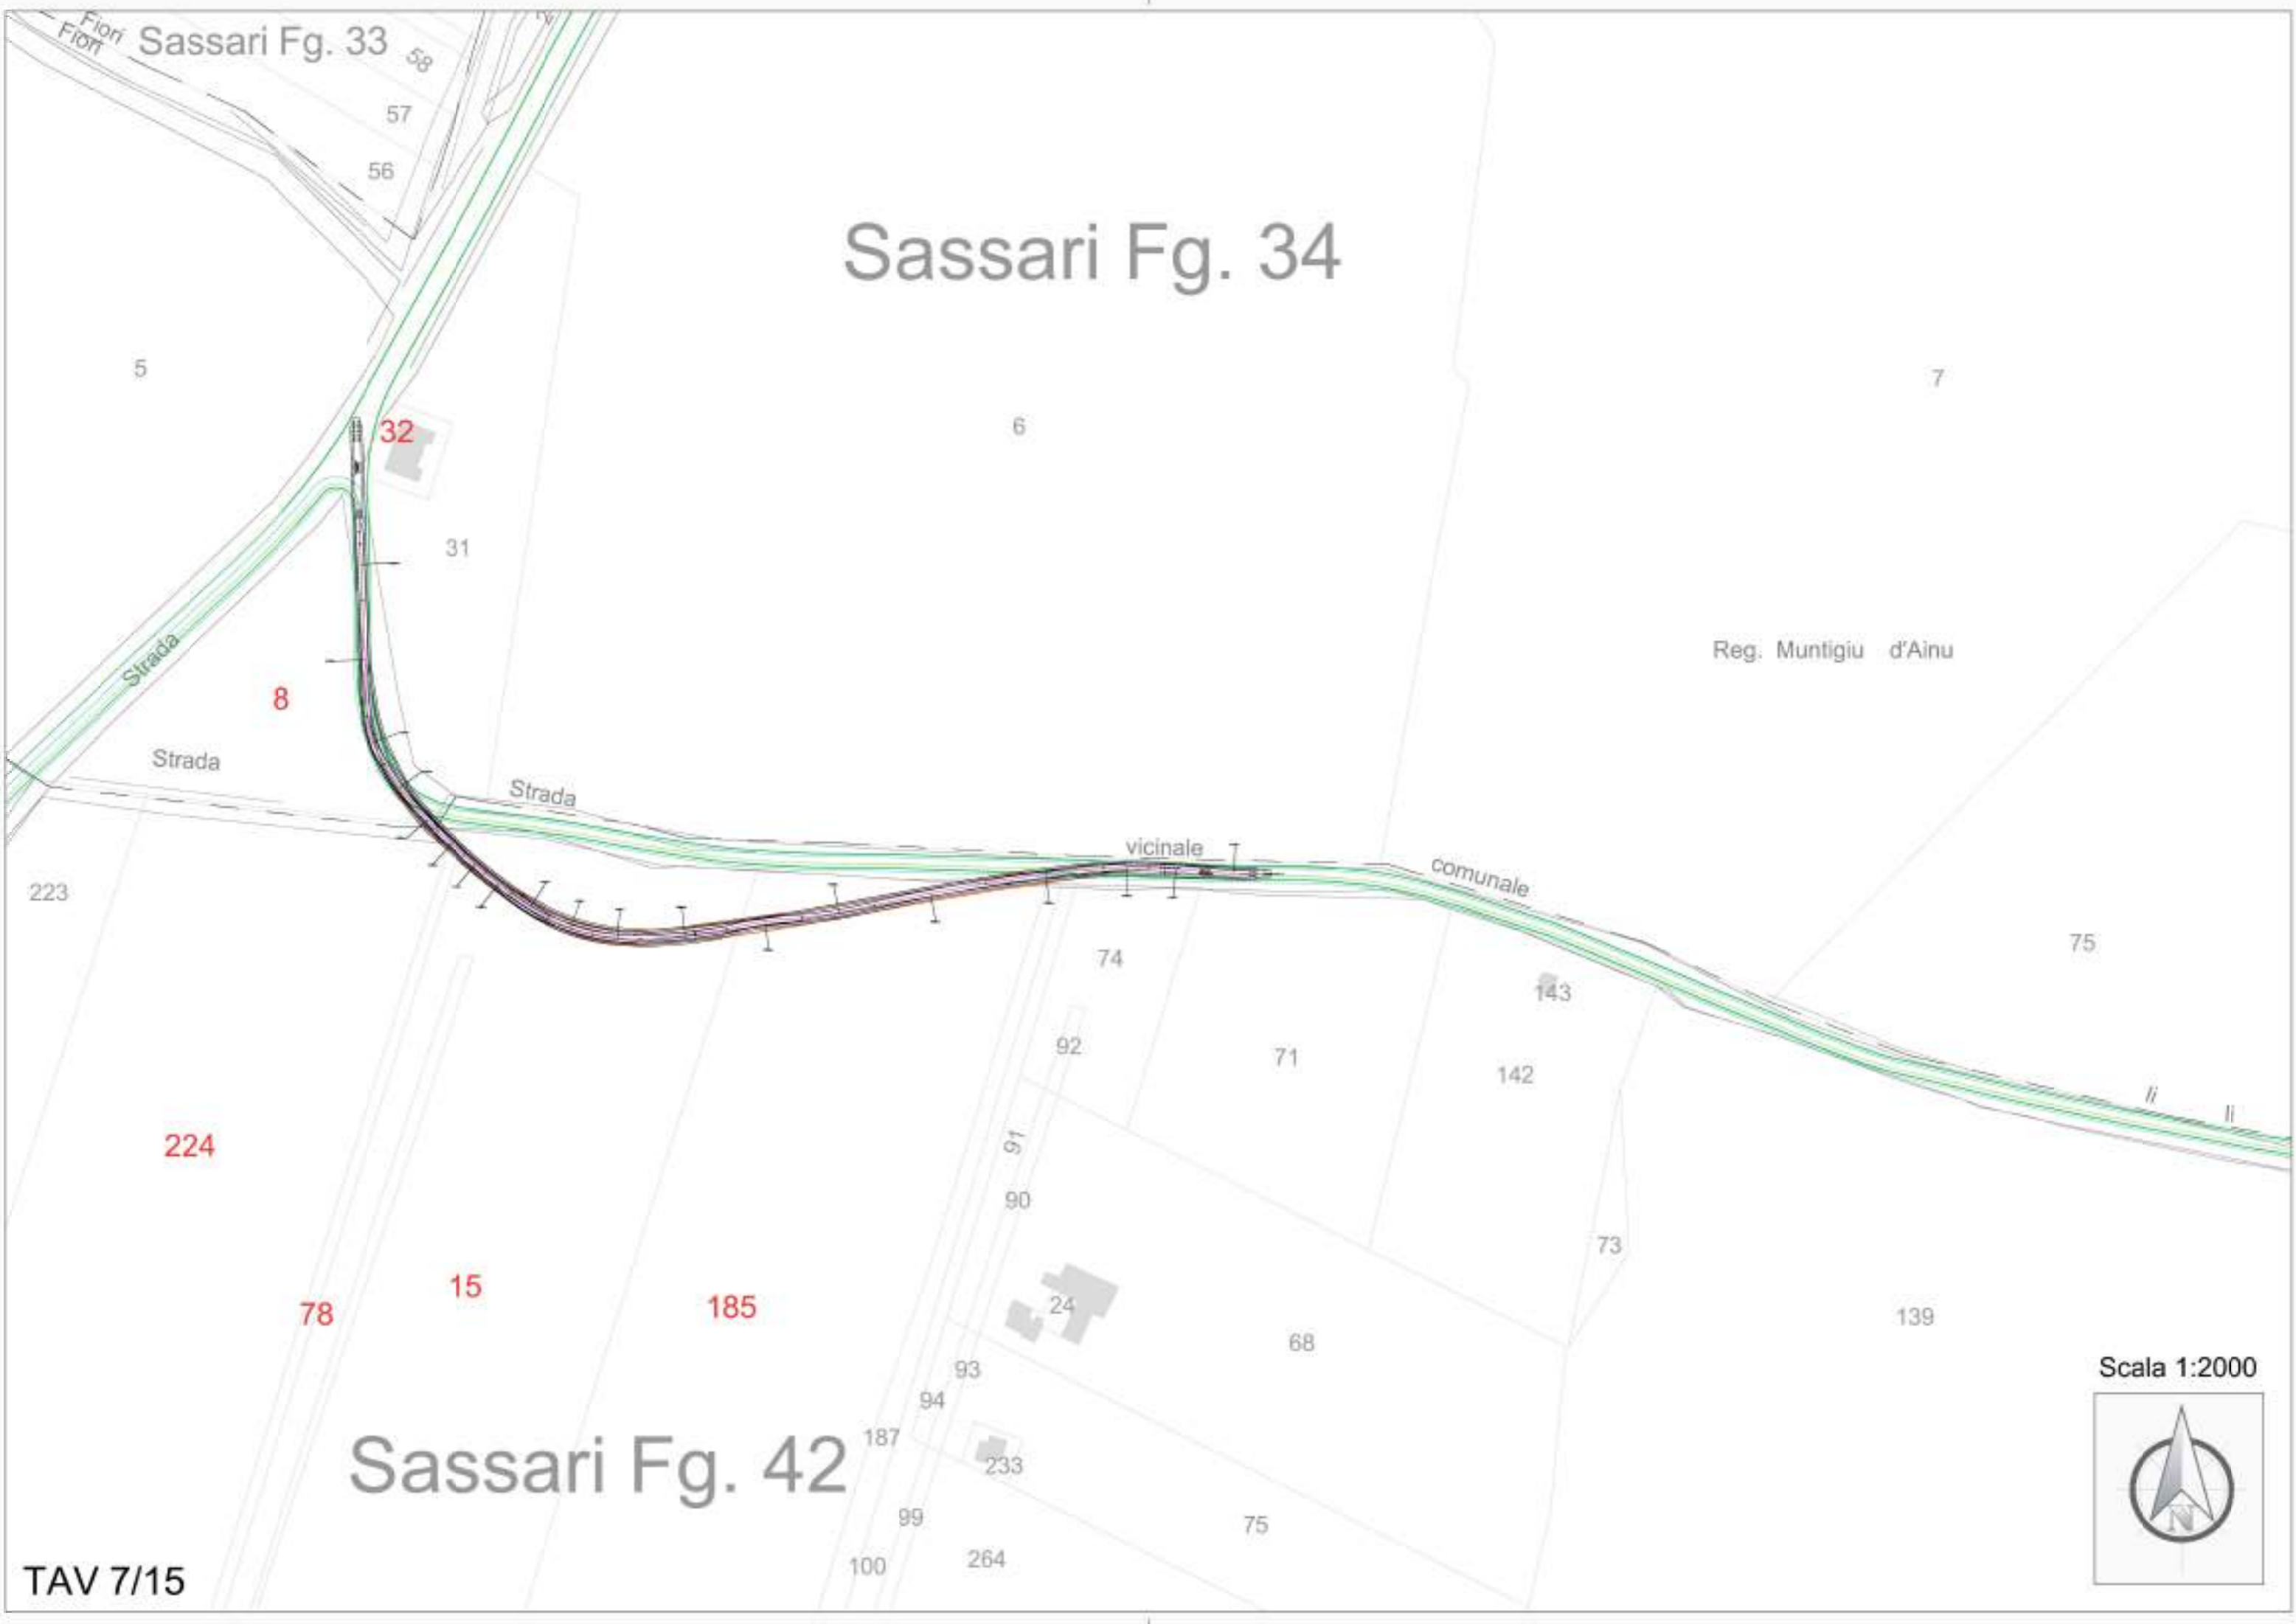 Fiori
Fiori
Sassari Fg. 33
58
57
56
Sassari Fg. 34
5
7
6
32
31
Strada
Reg. Muntigiu d'Ainu
8
Strada
Strada
vicinale
comunale
223
74
75
143
92
71
142
li
li
91
224
90
73
15
78
185
24
139
68
Scala 1:2000
93
94
187
Sassari Fg. 42
233
99
75
264
100
N
TAV 7/15